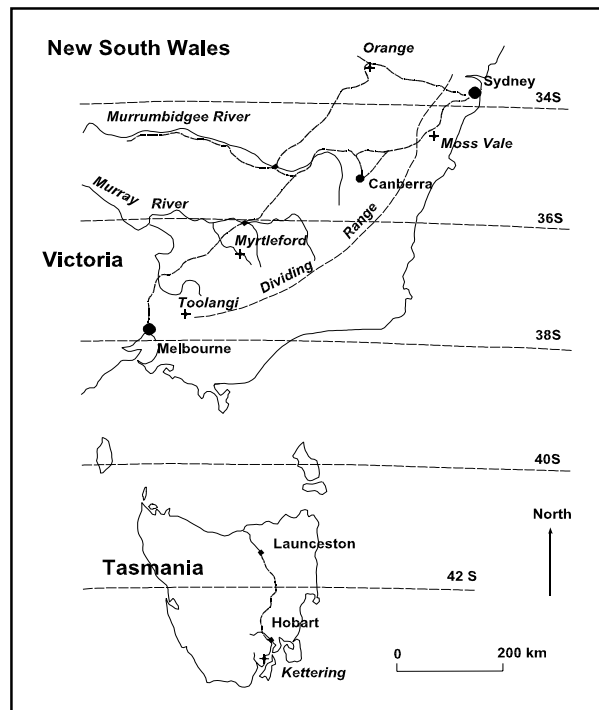 New South Wales
Orange
Sydney
34S
Murrumbidgee River
Moss Vale
Canberra
Murray
River
36S
Range
Myrtleford
Victoria
Dividing
Toolangi
38S
Melbourne
40S
North
Launceston
Tasmania
42 S
Hobart
0
200 km
Kettering